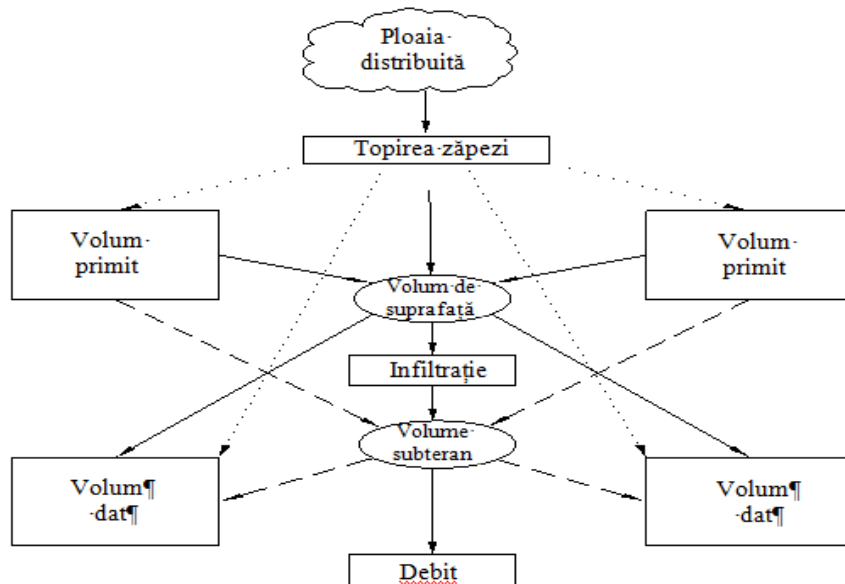 Ploaia·
distribuită
Topirea·zăpezi
Volum·
primit
Volum·
primit
Volum·de·
suprafață
Infiltrație
Volume·
subteran
Volum¶
·dat¶
Volum¶
·dat¶
Debit